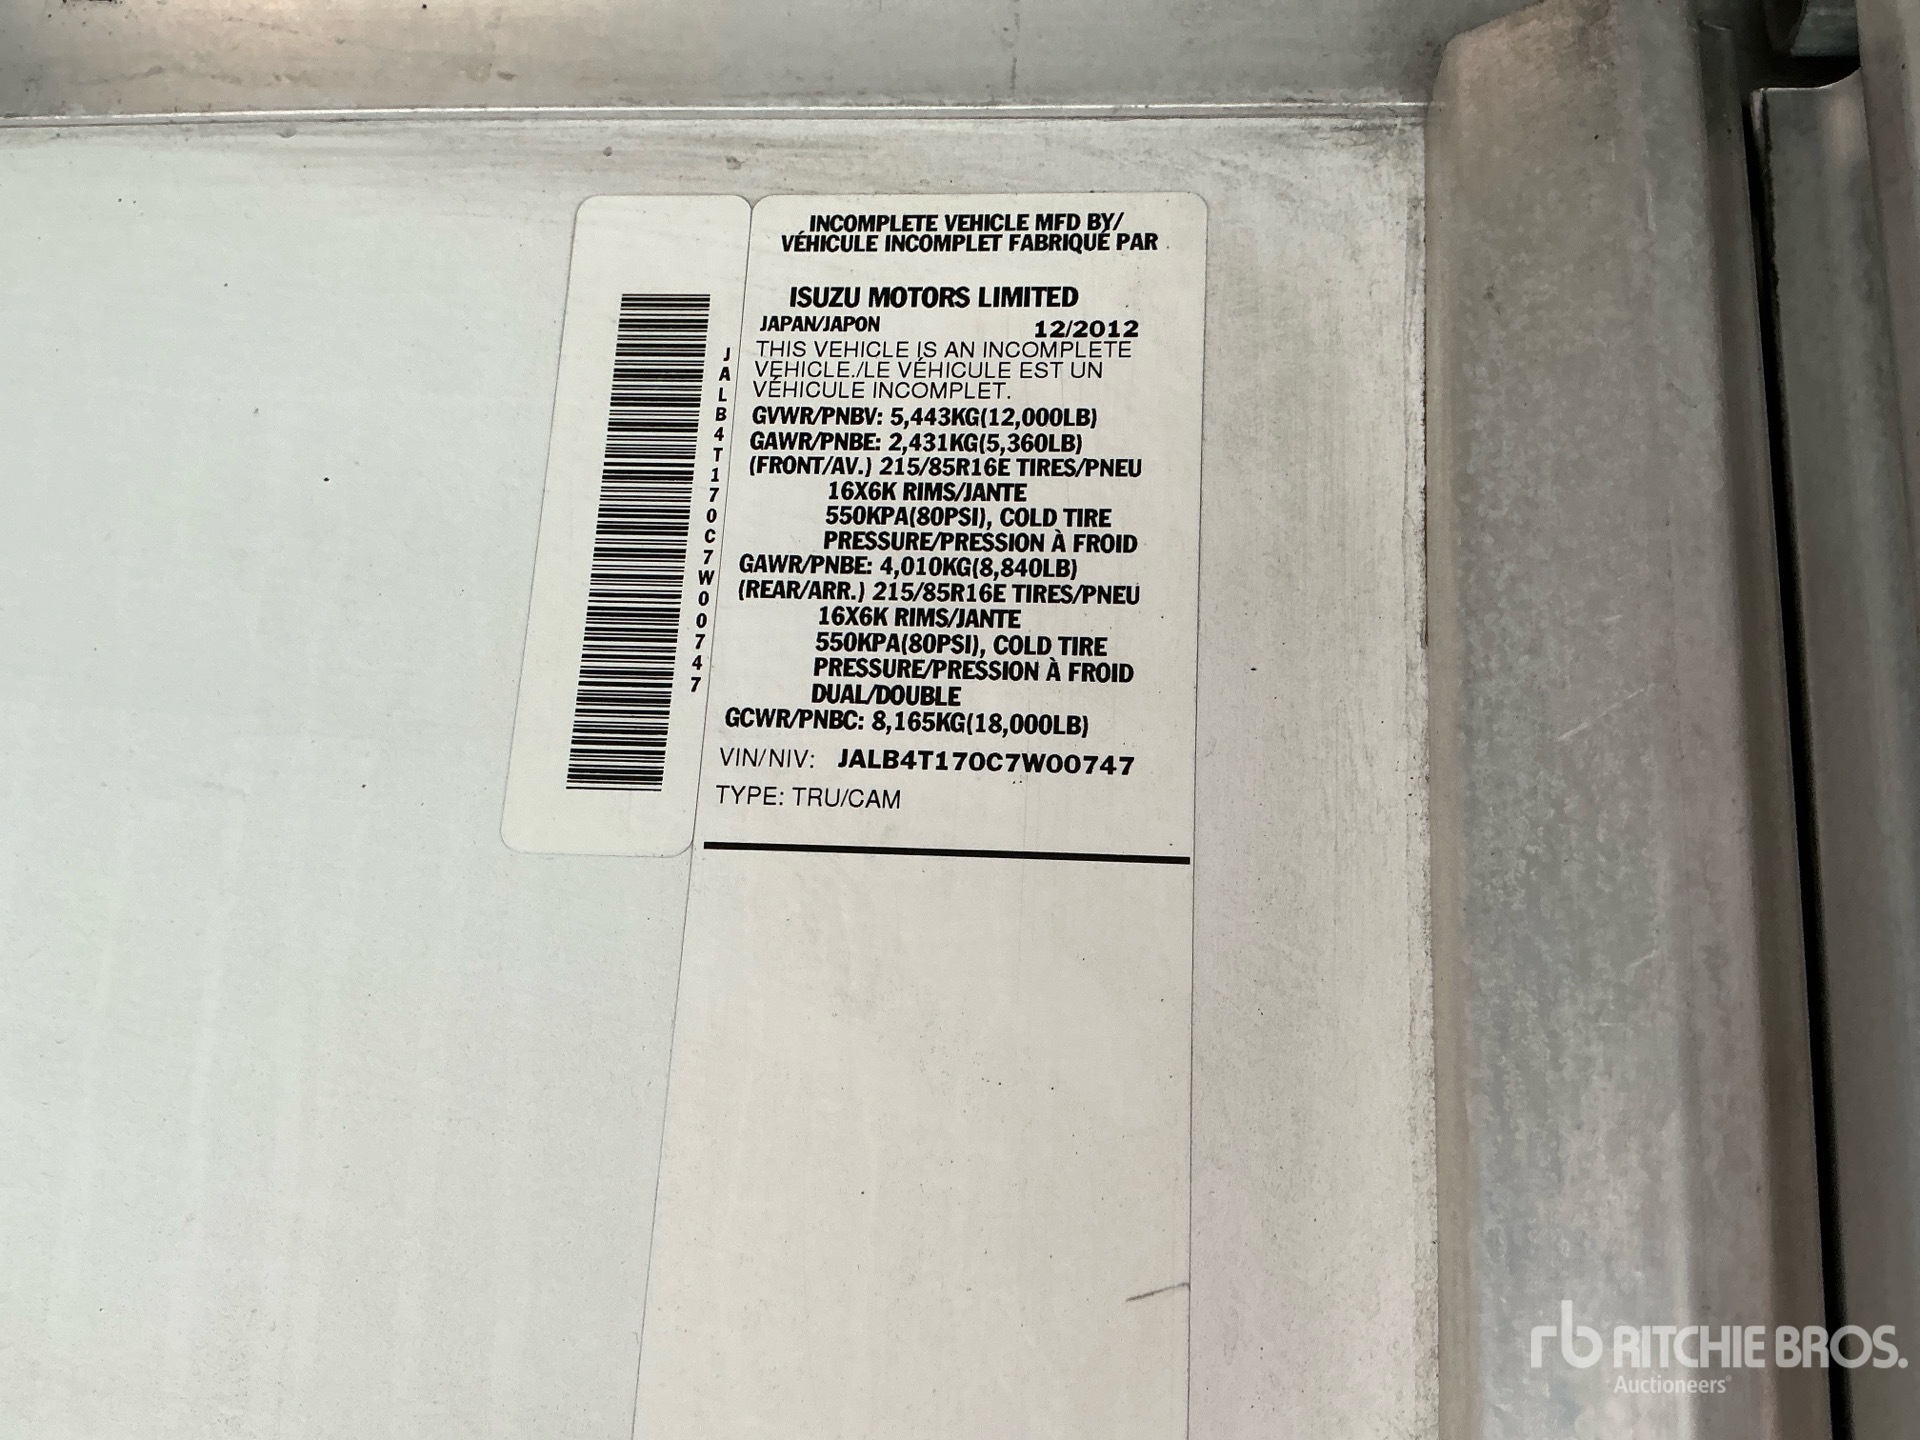 INCOMPLETE VEHICLE MFD BY/
VÉHICULE INCOMPLET FABRIQUÉ PAR
ISUZU MOTORS LIMITED
JAPAN/JAPON 12/2012
THIS VEHICLE IS AN INCOMPLETE
VEHICLE./LE VÉHICULE EST UN
VÉHICULE INCOMPLET.
GVWR/PNBV: 5,443KG(12,000LB)
GAWR/PNBE: 2,431KG(5,360LB)
(FRONT/AV.) 215/85R16E TIRES/PNEU
16X6K RIMS/JANTE
550KPA(80PSI), COLD TIRE
PRESSURE/PRESSION À FROID
GAWR/PNBE: 4,010KG(8,840LB)
(REAR/ARR.) 215/85R16E TIRES/PNEU
16X6K RIMS/JANTE
550KPA(80PSI), COLD TIRE
PRESSURE/PRESSION À FROID
DUAL/DOUBLE
GCWR/PNBC: 8,165KG(18,000LB)
VIN/NIV: JALB4T170C7W00747
TYPE: TRU/CAM
JALB4T170C7W00747
rb RITCHIE BROS.
Auctioneers